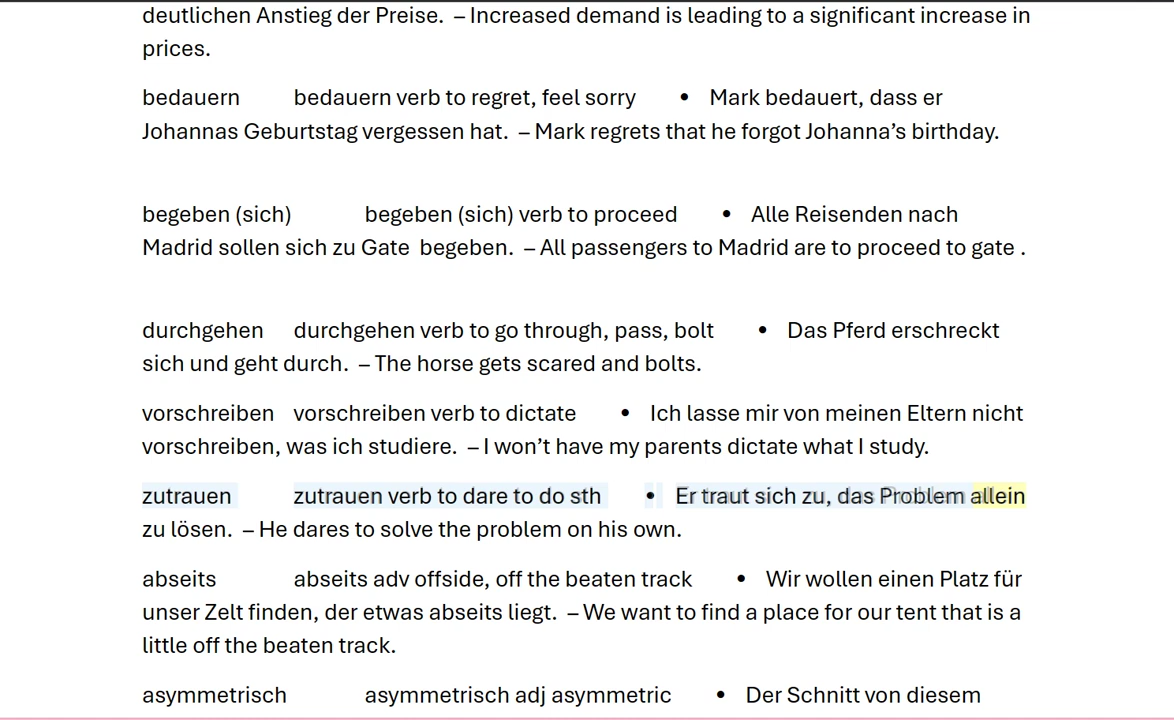 deutlichen Anstieg der Preise. – Increased demand is leading to a significant increase in
prices.
bedauern bedauern verb to regret, feel sorry • Mark bedauert, dass er
Johannas Geburtstag vergessen hat. – Mark regrets that he forgot Johanna’s birthday.
begeben (sich) begeben (sich) verb to proceed • Alle Reisenden nach
Madrid sollen sich zu Gate begeben. – All passengers to Madrid are to proceed to gate .
durchgehen durchgehen verb to go through, pass, bolt • Das Pferd erschreckt
sich und geht durch. – The horse gets scared and bolts.
vorschreiben vorschreiben verb to dictate • Ich lasse mir von meinen Eltern nicht
vorschreiben, was ich studiere. – I won’t have my parents dictate what I study.
zutrauen zutrauen verb to dare to do sth • Er traut sich zu, das Problem allein
zu lösen. – He dares to solve the problem on his own.
abseits abseits adv offside, off the beaten track • Wir wollen einen Platz für
unser Zelt finden, der etwas abseits liegt. – We want to find a place for our tent that is a
little off the beaten track.
asymmetrisch asymmetrisch adj asymmetric • Der Schnitt von diesem